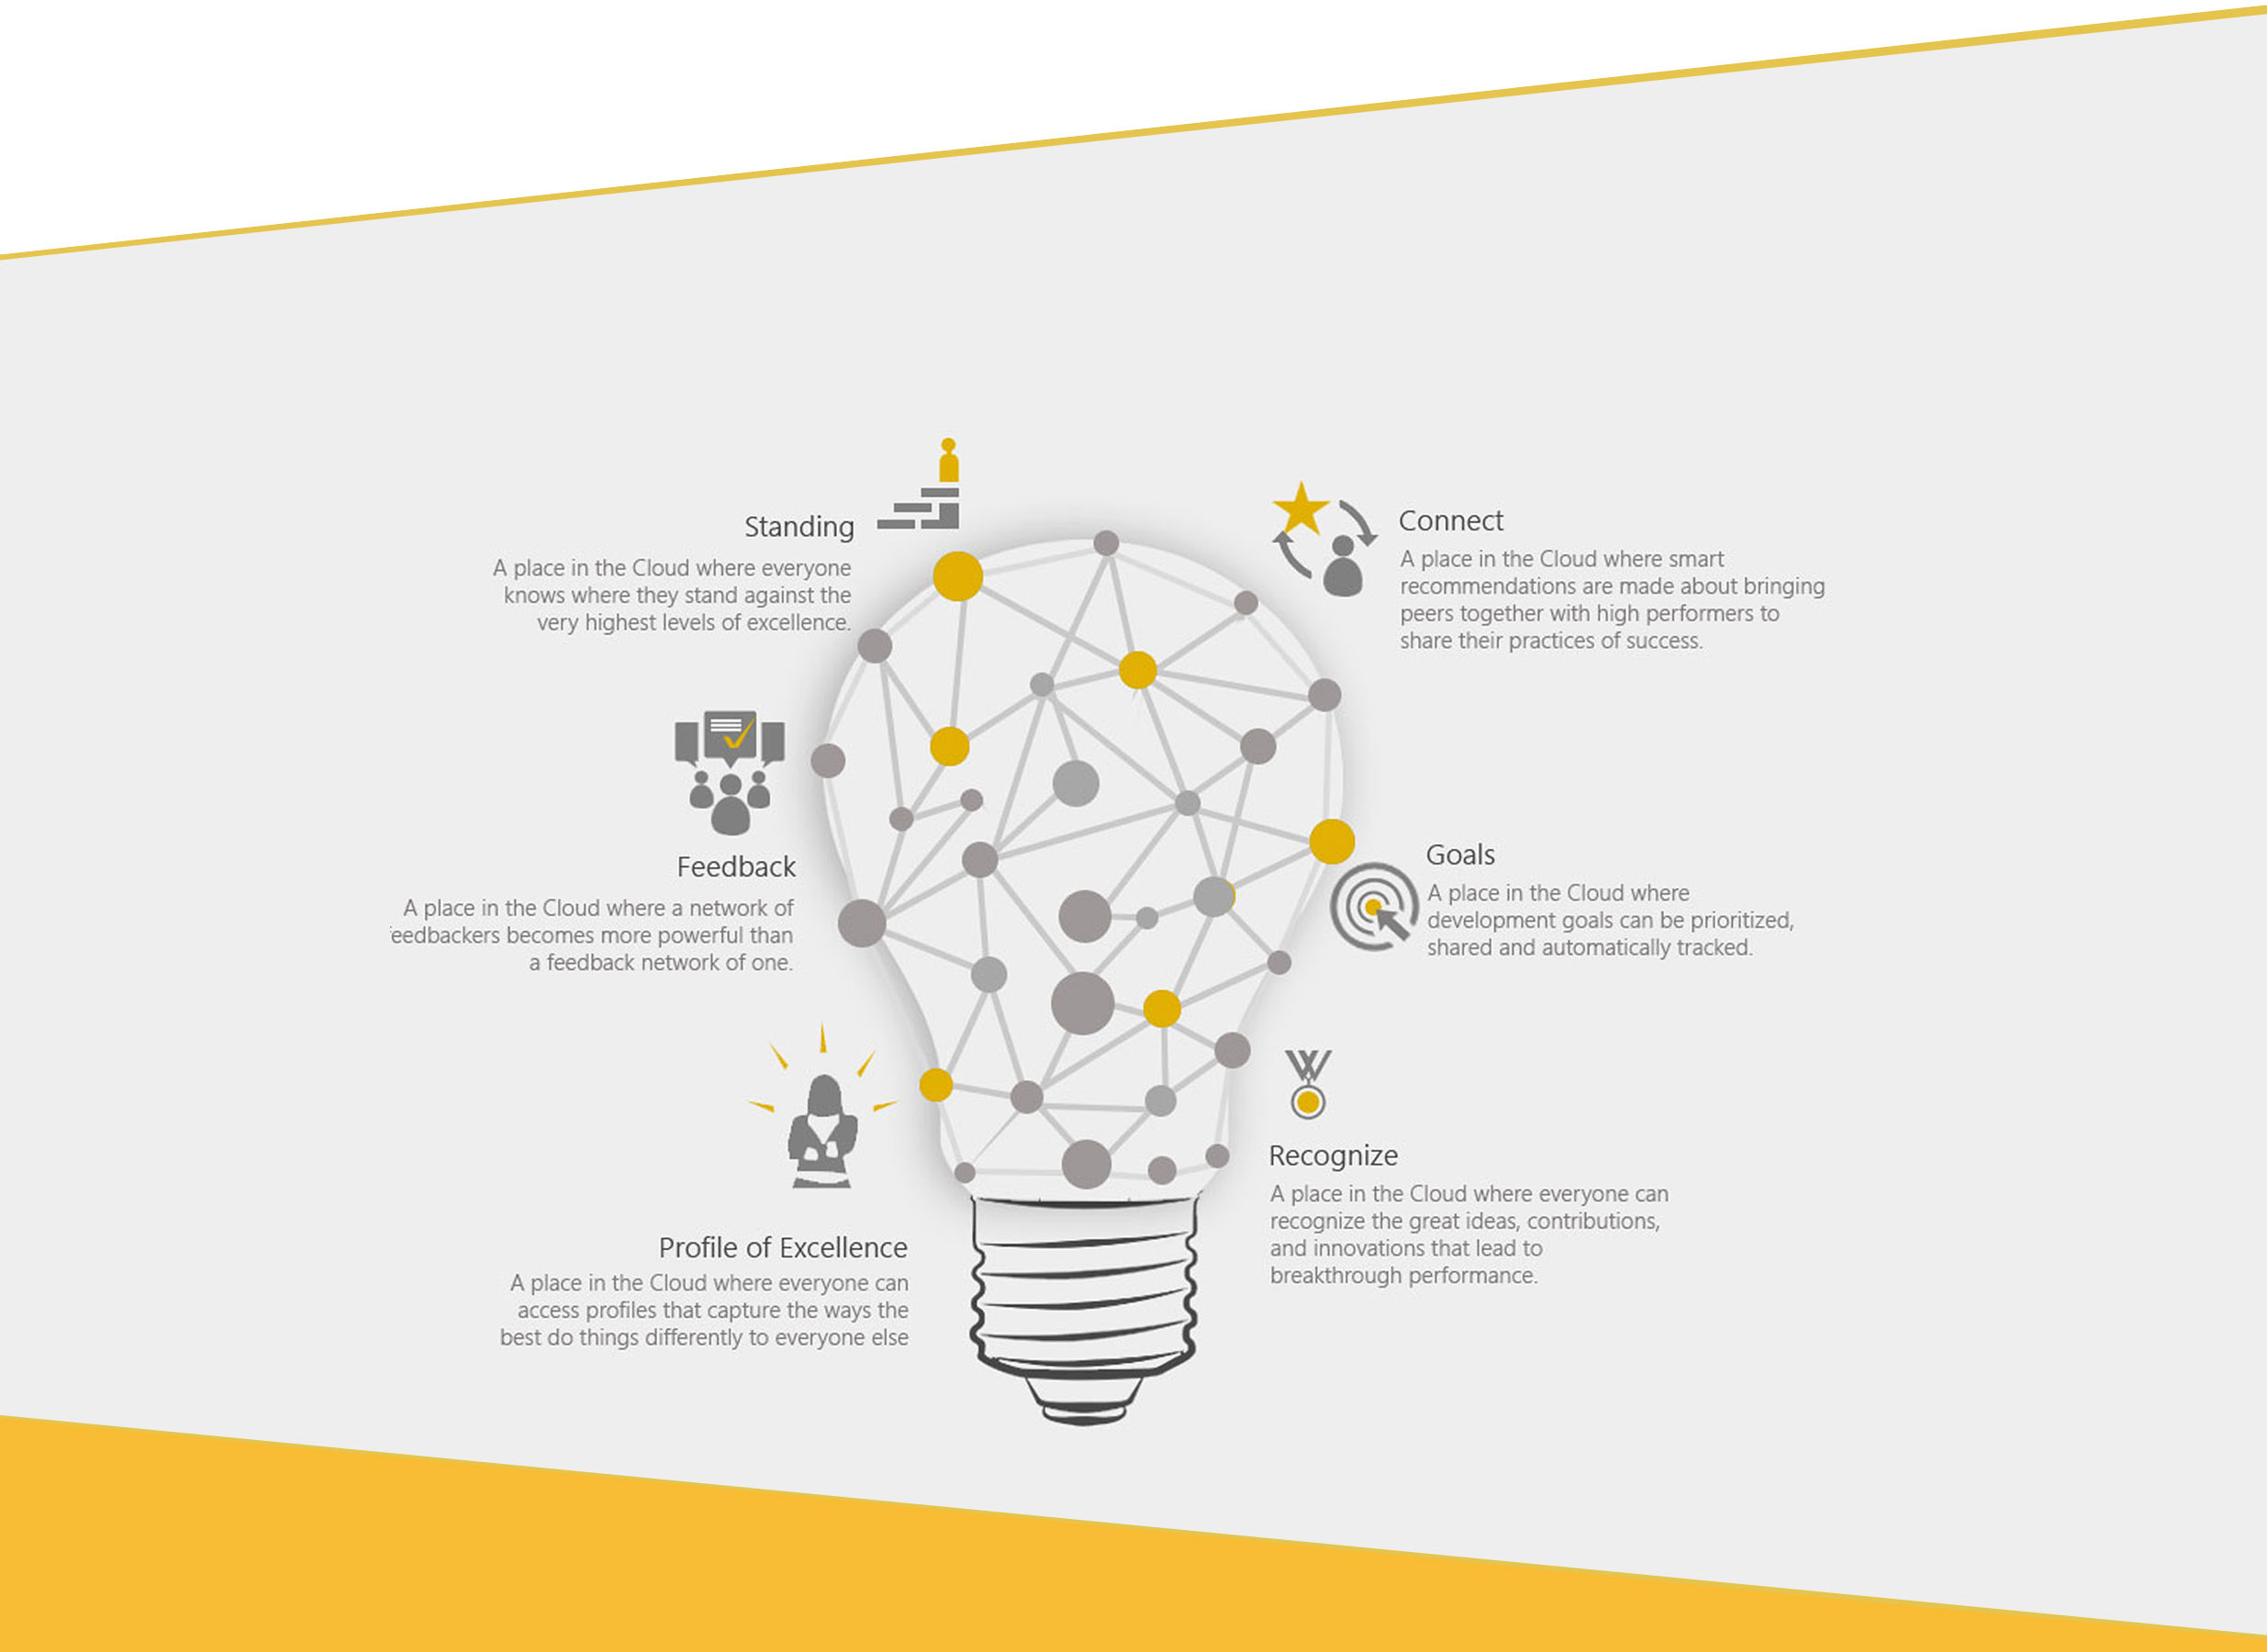 Standing
A place in the Cloud where everyone
knows where they stand against the
very highest levels of excellence.
Feedback
A place in the Cloud where a network of
eedbackers becomes more powerful than
a feedback network of one.
Profile of Excellence
A place in the Cloud where everyone can
access profiles that capture the ways the
best do things differently to everyone else
Connect
A place in the Cloud where smart
recommendations are made about bringing
peers together with high performers to
share their practices of success.
Goals
A place in the Cloud where
development goals can be prioritized,
shared and automatically tracked.
Recognize
A place in the Cloud where everyone can
recognize the great ideas, contributions,
and innovations that lead to
breakthrough performance.